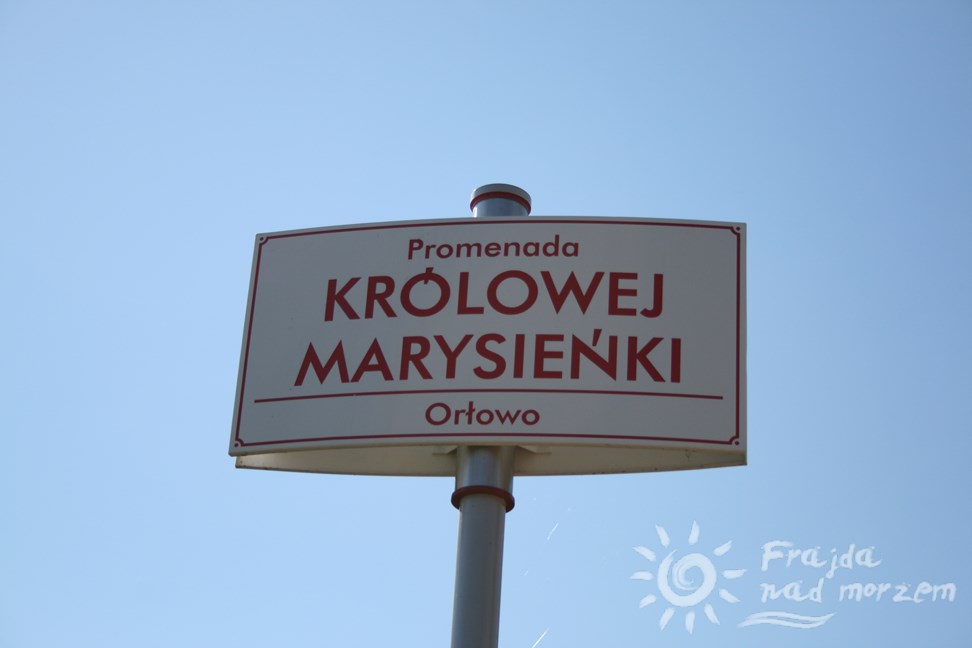 Promenada
KRÓLOWEJ
MARYSIEŃKI
Orłowo
Frajda
nad morzem